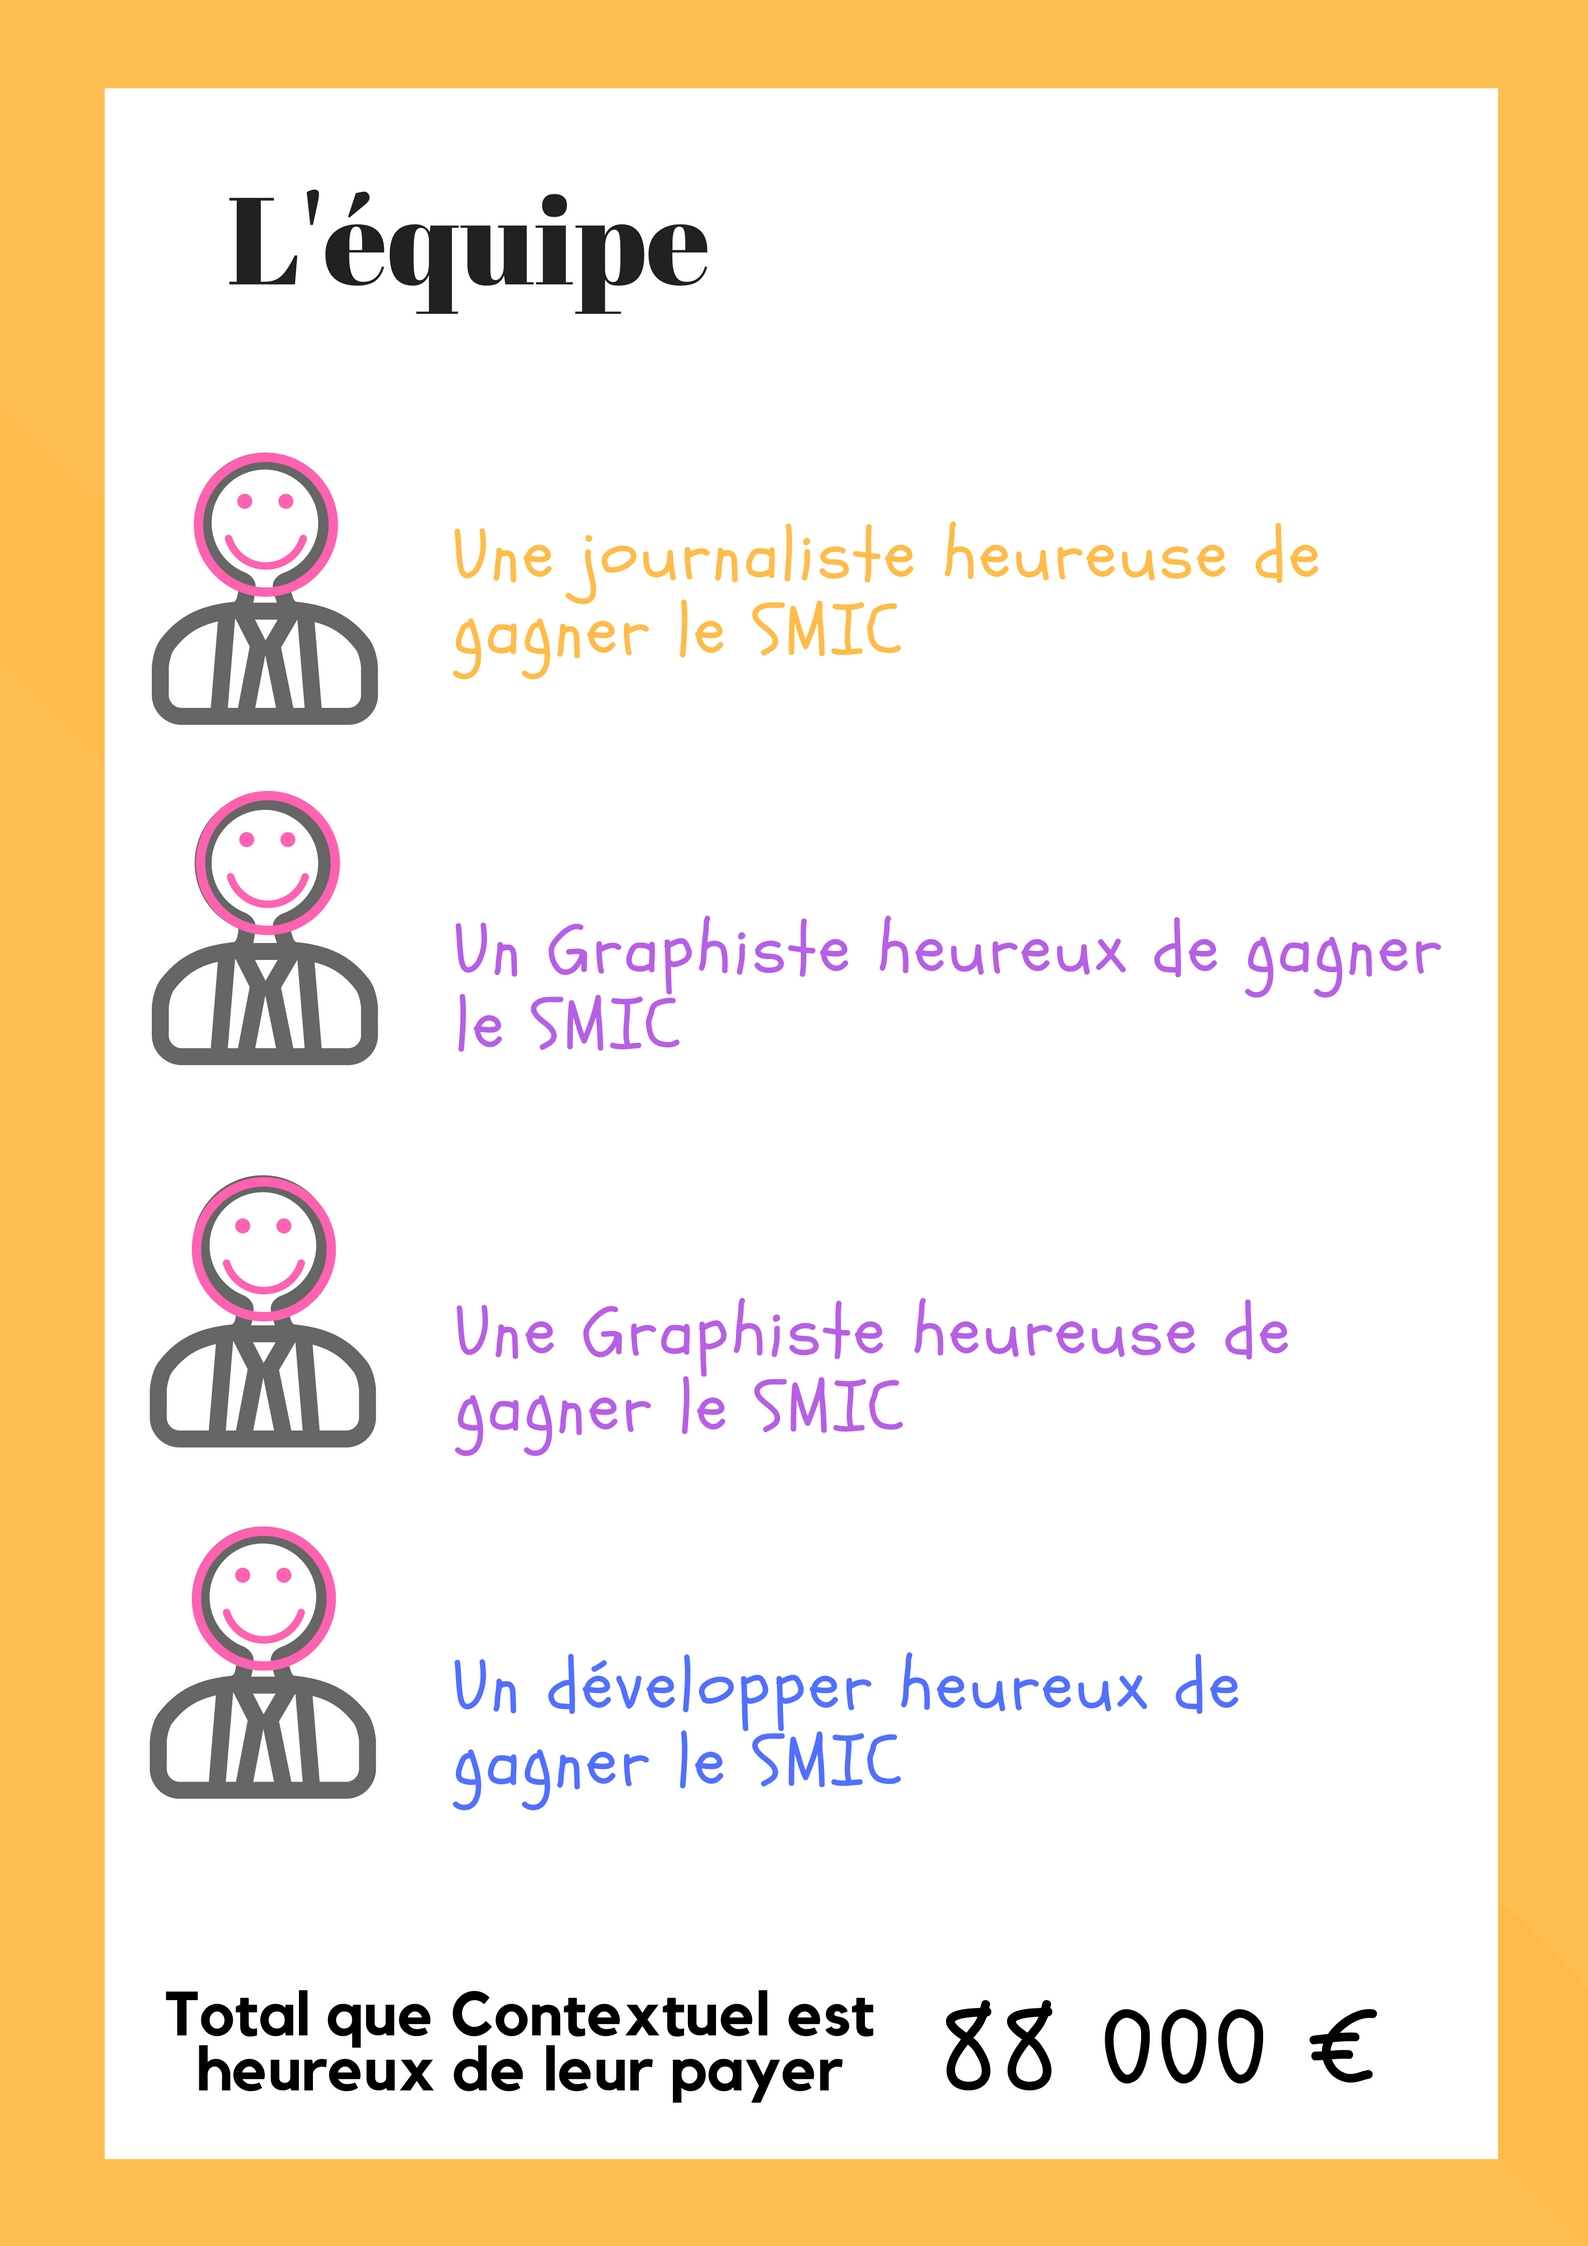 L'équipe
Une journaliste heureuse de
gagner le SMIC
Un Graphiste heureux de gagner
le SMIC
Une Graphiste heureuse de
gagner le SMIC
Un développer heureux de
gagner le SMIC
Total que Contextuel est
heureux de leur payer
88 000 €